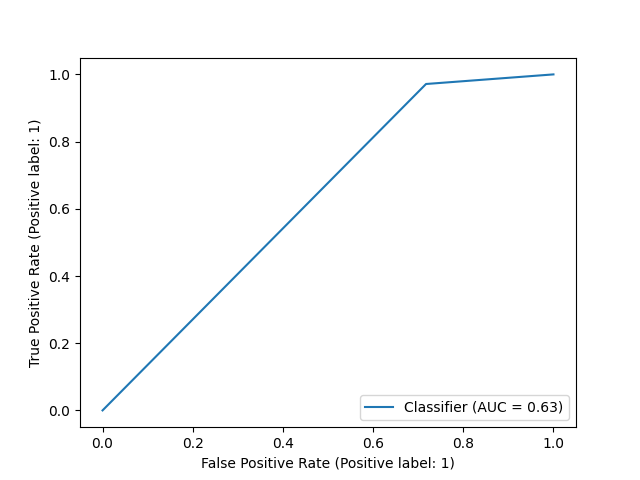 1.0
0.8
0.6
0.4
0.2
0.0
True Positive Rate (Positive label: 1)
Classifier (AUC = 0.63)
0.0 0.2 0.4 0.6 0.8 1.0
False Positive Rate (Positive label: 1)